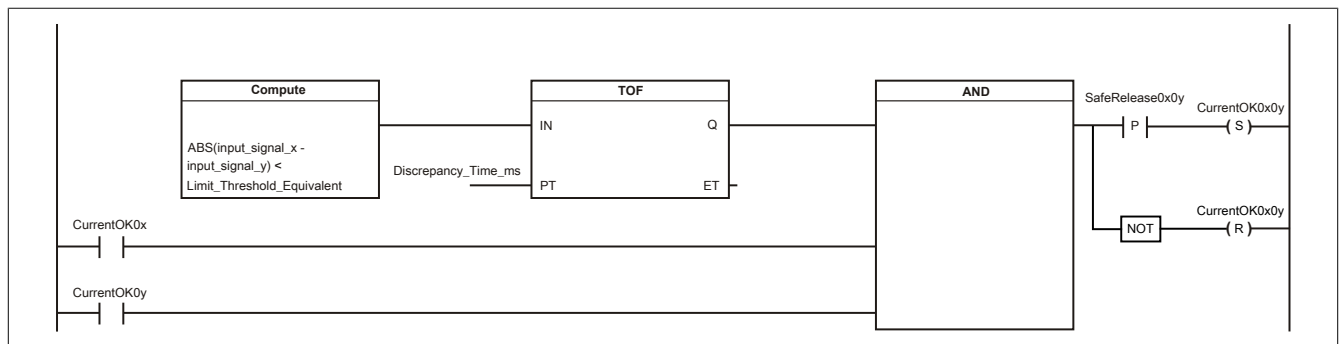 Compute
TOF
AND
SafeRelease0x0y
CurrentOK0x0y
IN
Q
P
( S )
ABS(input_signal_x -
input_signal_y) <
Limit_Threshold_Equivalent
Discrepancy_Time_ms
PT
ET
CurrentOK0x
CurrentOK0x0y
NOT
( R )
CurrentOK0y